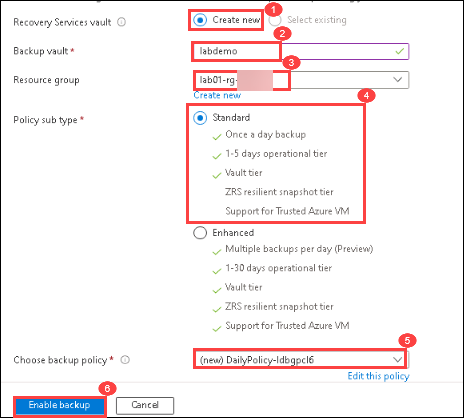 1
Recovery Services vault Create new Select existing
2
Backup vault * labdemo
3
Resource group lab01-rg-
Create new
4
Policy sub type * Standard
Once a day backup
1-5 days operational tier
Vault tier
ZRS resilient snapshot tier
Support for Trusted Azure VM
Enhanced
Multiple backups per day (Preview)
1-30 days operational tier
Vault tier
ZRS resilient snapshot tier
Support for Trusted Azure VM
5
Choose backup policy * (new) DailyPolicy-ldbgpcl6
Edit this policy
6
Enable backup Cancel